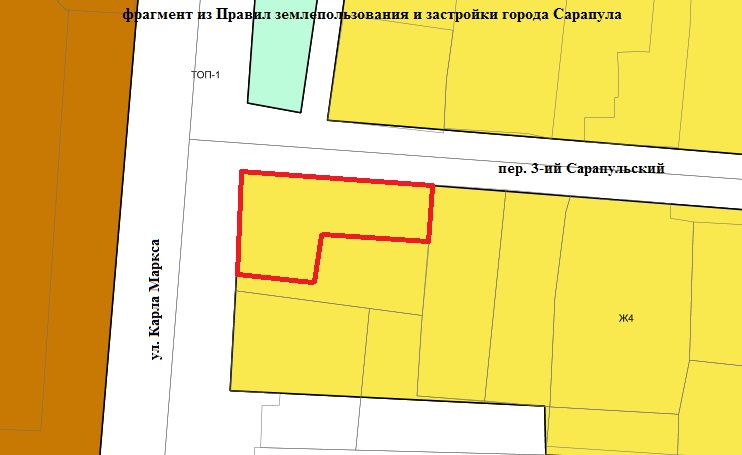 фрагмент из Правил землепользования и застройки города Сарапула
ТОП-1
пер. 3-ий Сарапульский
ул. Карла Маркса
Ж4